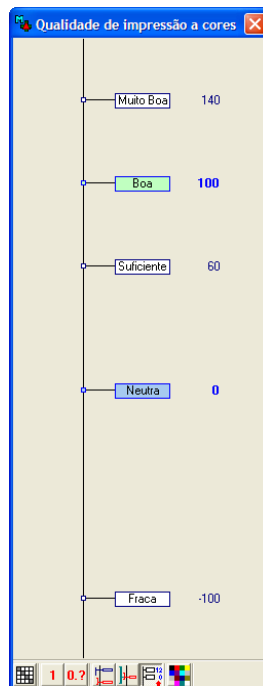 Qualidade de impressão a cores
Muito Boa 140
Boa 100
Suficiente 60
Neutra 0
Fraca -100
1 0.?